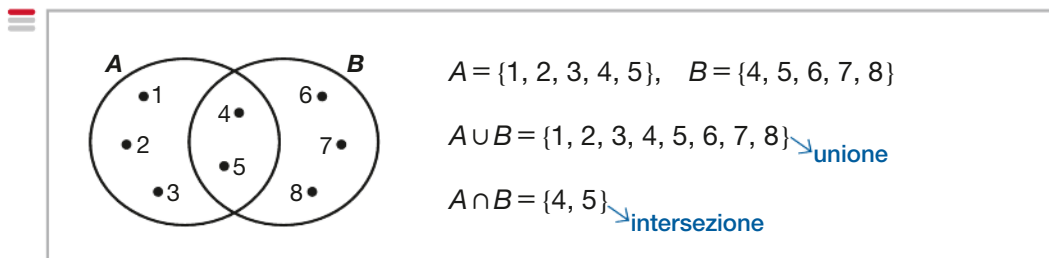 A B
1 2 3 4 5 6 7 8
A = {1, 2, 3, 4, 5}, B = {4, 5, 6, 7, 8}
A ∪ B = {1, 2, 3, 4, 5, 6, 7, 8}
unione
A ∩ B = {4, 5}
intersezione